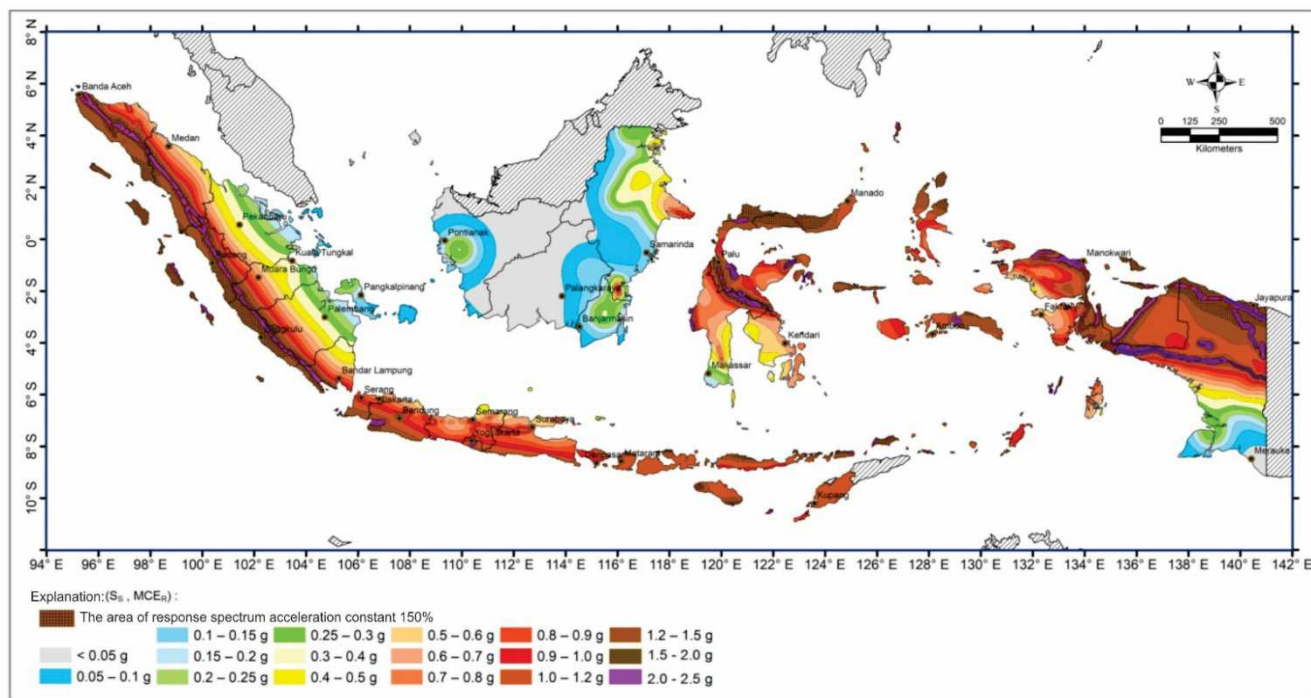 8° N
6° N
4° N
2° N
0°
2° S
4° S
6° S
8° S
10° S
N
W E
S
0 125 250 500
Kilometers
Banda Aceh
Medan
Pekanbaru
Kuala Tungkal
Padang
Muara Bungo
Pangkalpinang
Palembang
Bengkulu
Bandar Lampung
Serang
Jakarta
Bandung
Semarang
Yogyakarta
Surabaya
Denpasar
Mataram
Kupang
Pontianak
Samarinda
Palangkaraya
Banjarmasin
Manado
Palu
Kendari
Makassar
Ambon
Manokwari
Fakfak
Jayapura
Merauke
94° E 96° E 98° E 100° E 102° E 104° E 106° E 108° E 110° E 112° E 114° E 116° E 118° E 120° E 122° E 124° E 126° E 128° E 130° E 132° E 134° E 136° E 138° E 140° E 142° E
Explanation:(S_S , MCE_R) :
The area of response spectrum acceleration constant 150%
< 0.05 g
0.05 – 0.1 g
0.1 – 0.15 g
0.15 – 0.2 g
0.2 – 0.25 g
0.25 – 0.3 g
0.3 – 0.4 g
0.4 – 0.5 g
0.5 – 0.6 g
0.6 – 0.7 g
0.7 – 0.8 g
0.8 – 0.9 g
0.9 – 1.0 g
1.0 – 1.2 g
1.2 – 1.5 g
1.5 - 2.0 g
2.0 - 2.5 g